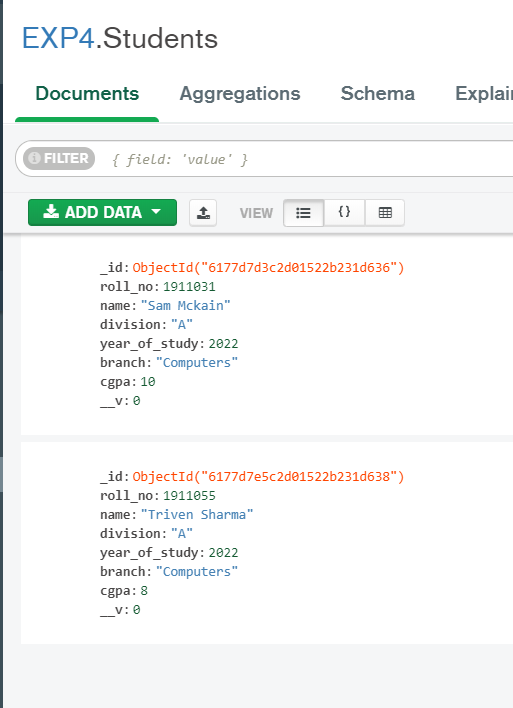 EXP4.Students
Documents Aggregations Schema Explai
FILTER { field: 'value' }
ADD DATA VIEW { }
_id:ObjectId("6177d7d3c2d01522b231d636")
roll_no:1911031
name:"Sam Mckain"
division:"A"
year_of_study:2022
branch:"Computers"
cgpa:10
__v:0
_id:ObjectId("6177d7e5c2d01522b231d638")
roll_no:1911055
name:"Triven Sharma"
division:"A"
year_of_study:2022
branch:"Computers"
cgpa:8
__v:0